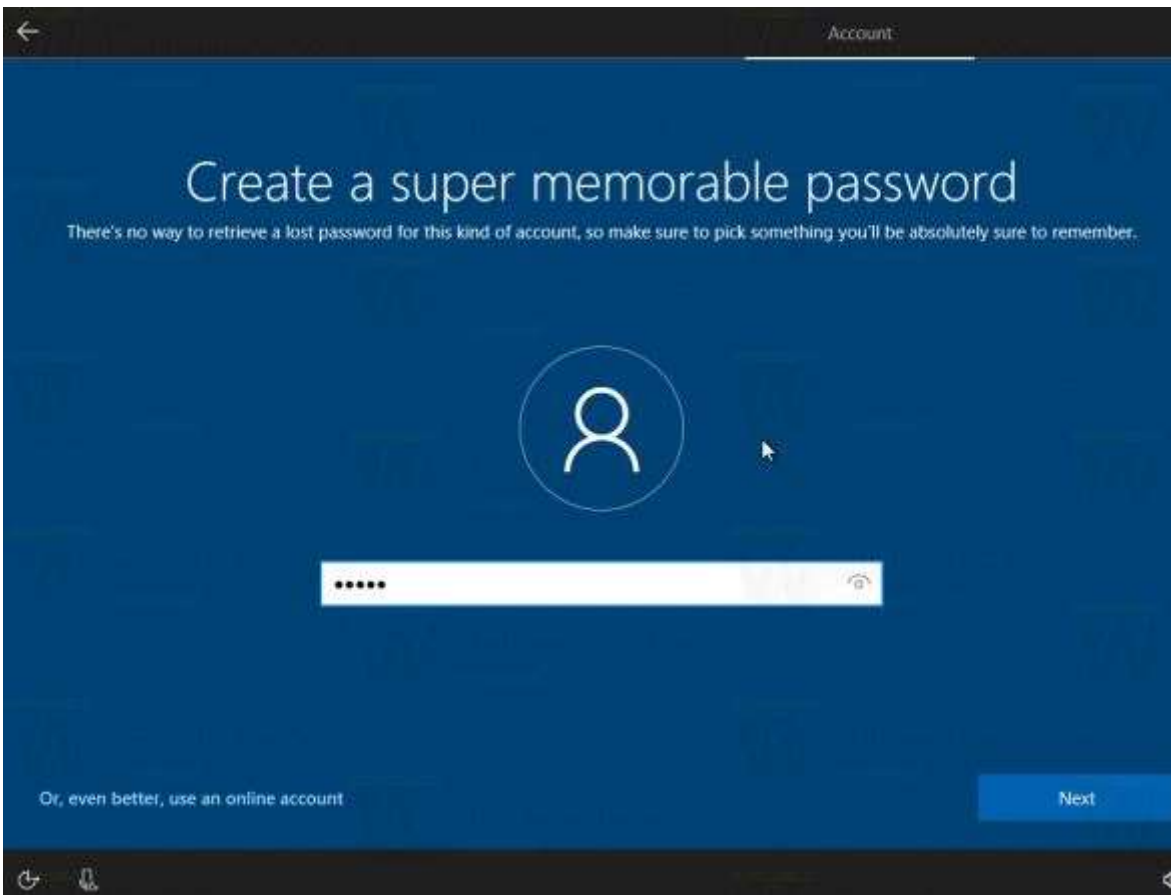 Account
Create a super memorable password
There's no way to retrieve a lost password for this kind of account, so make sure to pick something you'll be absolutely sure to remember.
•••••
Or, even better, use an online account
Next